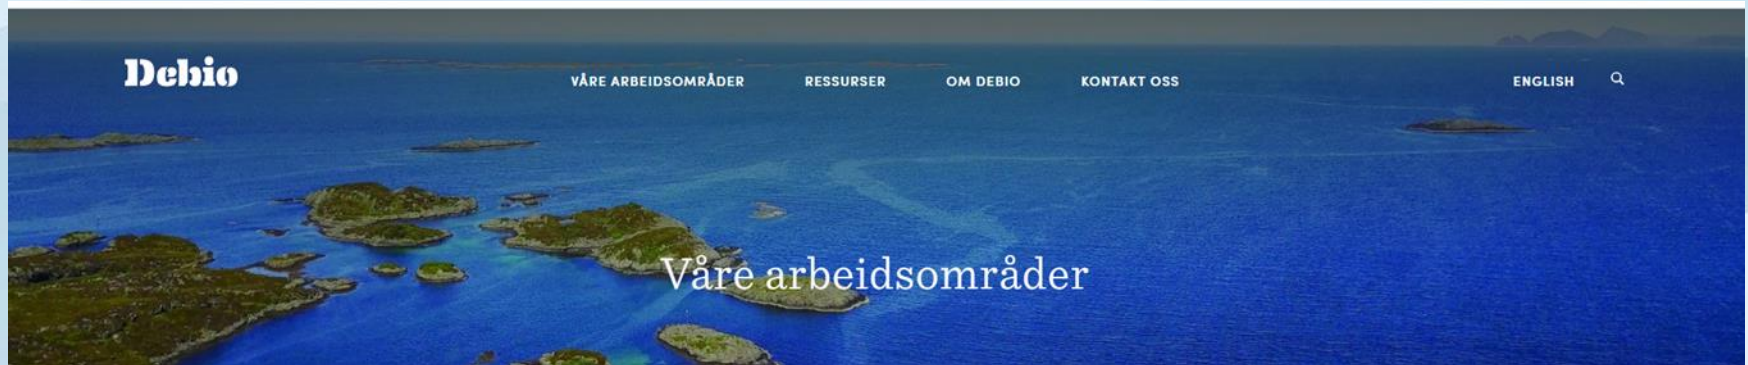 Debio
VÅRE ARBEIDSOMRÅDER RESSURSER OM DEBIO KONTAKT OSS ENGLISH
Våre arbeidsområder